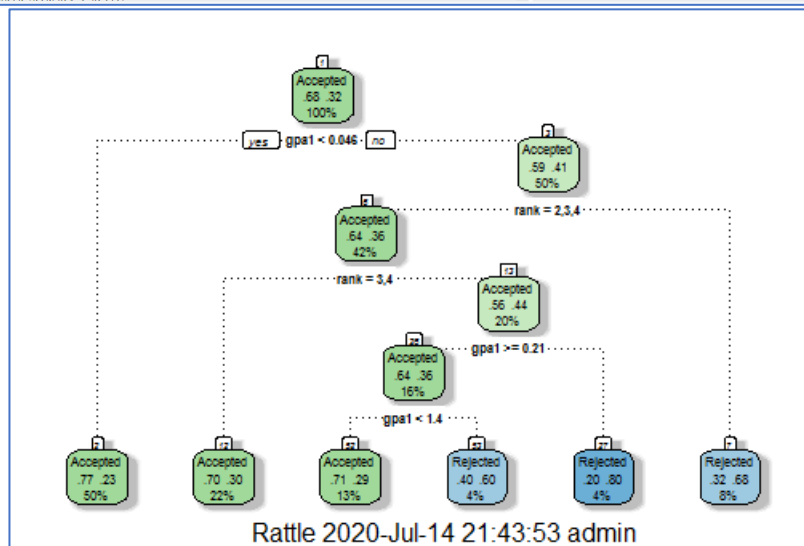 1
Accepted
.68 .32
100%
yes gpa1 < 0.046 no
3
Accepted
.59 .41
50%
rank = 2,3,4
6
Accepted
.64 .36
42%
rank = 3,4
13
Accepted
.56 .44
20%
gpa1 >= 0.21
26
Accepted
.64 .36
16%
gpa1 < 1.4
2
Accepted
.77 .23
50%
12
Accepted
.70 .30
22%
52
Accepted
.71 .29
13%
53
Rejected
.40 .60
4%
27
Rejected
.20 .80
4%
7
Rejected
.32 .68
8%
Rattle 2020-Jul-14 21:43:53 admin